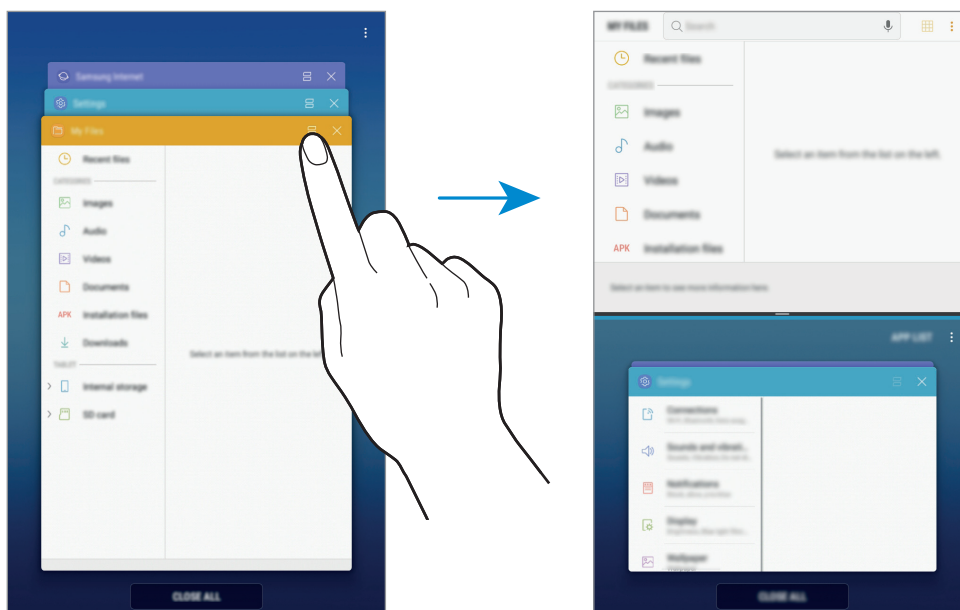 Samsung Internet
Settings
My Files
Recent files
CATEGORIES
Images
Audio
Videos
Documents
APK Installation files
Downloads
TABLET
Internal storage
SD card
Select an item from the list on the left.
CLOSE ALL
MY FILES
Search
Recent files
CATEGORIES
Images
Audio
Videos
Documents
APK Installation files
Select an item from the list on the left.
Select an item to see more information here.
APP LIST
Settings
Connections
Sounds and vibrati...
Notifications
Display
Wallpaper
CLOSE ALL